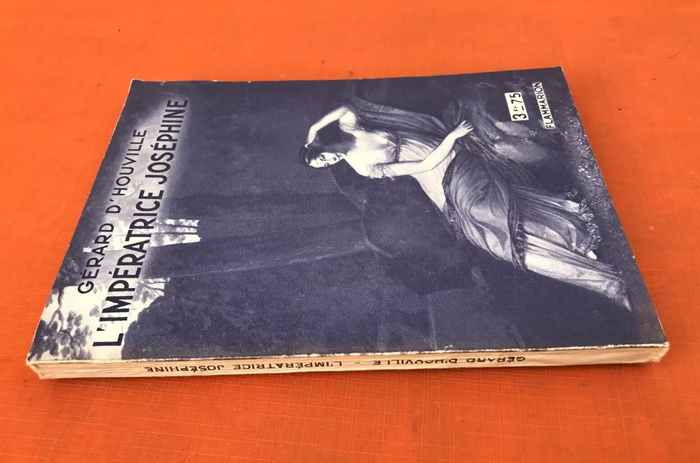 GÉRARD D'HOUVILLE
L'IMPÉRATRICE JOSÉPHINE
3 Fr 75
FLAMMARION
GÉRARD D'HOUVILLE - L'IMPÉRATRICE JOSÉPHINE